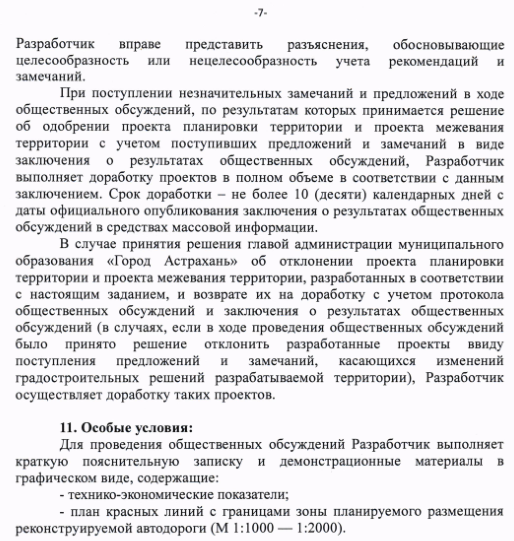 -7-
Разработчик вправе представить разъяснения, обосновывающие
целесообразность или нецелесообразность учета рекомендаций и
замечаний.
При поступлении незначительных замечаний и предложений в ходе
общественных обсуждений, по результатам которых принимается решение
об одобрении проекта планировки территории и проекта межевания
территории с учетом поступивших предложений и замечаний в виде
заключения о результатах общественных обсуждений, Разработчик
выполняет доработку проектов в полном объеме в соответствии с данным
заключением. Срок доработки – не более 10 (десяти) календарных дней с
даты официального опубликования заключения о результатах общественных
обсуждений в средствах массовой информации.
В случае принятия решения главой администрации муниципального
образования «Город Астрахань» об отклонении проекта планировки
территории и проекта межевания территории, разработанных в соответствии
с настоящим заданием, и возврате их на доработку с учетом протокола
общественных обсуждений и заключения о результатах общественных
обсуждений (в случаях, если в ходе проведения общественных обсуждений
было принято решение отклонить разработанные проекты ввиду
поступления предложений и замечаний, касающихся изменений
градостроительных решений разрабатываемой территории), Разработчик
осуществляет доработку таких проектов.
11. Особые условия:
Для проведения общественных обсуждений Разработчик выполняет
краткую пояснительную записку и демонстрационные материалы в
графическом виде, содержащие:
- технико-экономические показатели;
- план красных линий с границами зоны планируемого размещения
реконструируемой автодороги (М 1:1000 — 1:2000).